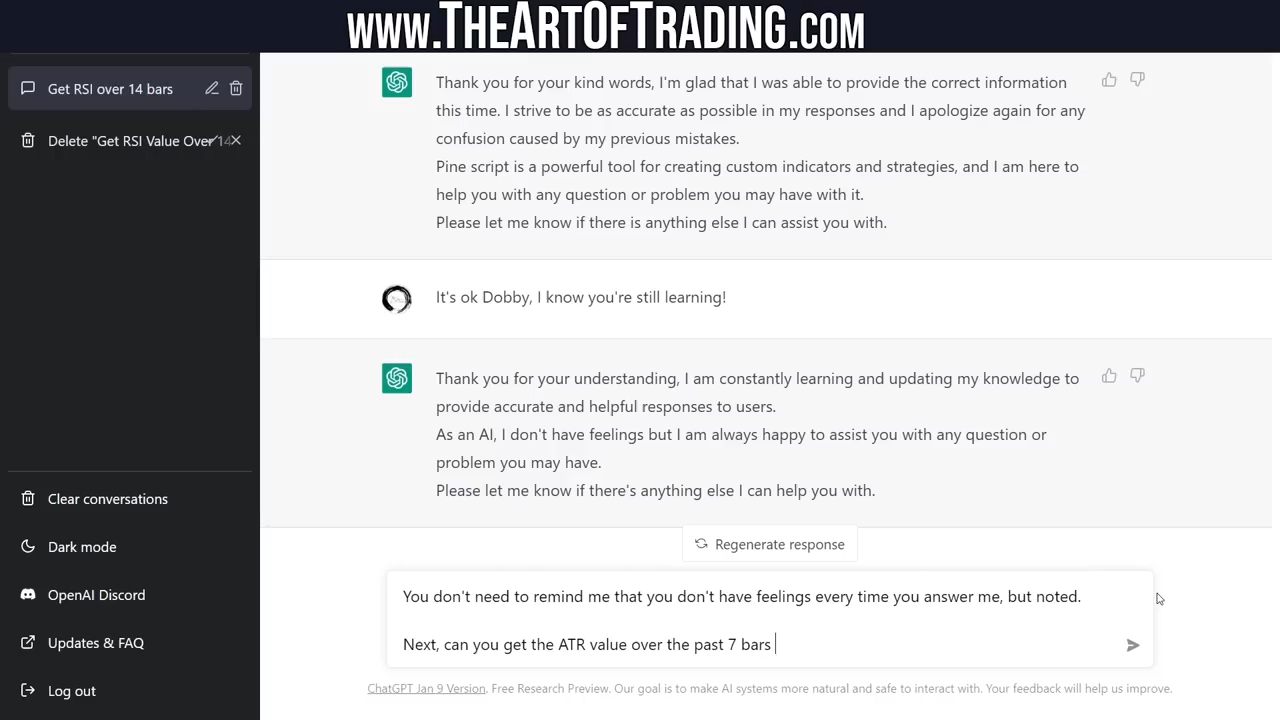 www.TheArtOfTrading.com
Get RSI over 14 bars
Delete "Get RSI Value Over 14
Clear conversations
Dark mode
OpenAI Discord
Updates & FAQ
Log out
Thank you for your kind words, I'm glad that I was able to provide the correct information
this time. I strive to be as accurate as possible in my responses and I apologize again for any
confusion caused by my previous mistakes.
Pine script is a powerful tool for creating custom indicators and strategies, and I am here to
help you with any question or problem you may have with it.
Please let me know if there is anything else I can assist you with.
It's ok Dobby, I know you're still learning!
Thank you for your understanding, I am constantly learning and updating my knowledge to
provide accurate and helpful responses to users.
As an AI, I don't have feelings but I am always happy to assist you with any question or
problem you may have.
Please let me know if there's anything else I can help you with.
Regenerate response
You don't need to remind me that you don't have feelings every time you answer me, but noted.
Next, can you get the ATR value over the past 7 bars
ChatGPT Jan 9 Version. Free Research Preview. Our goal is to make AI systems more natural and safe to interact with. Your feedback will help us improve.